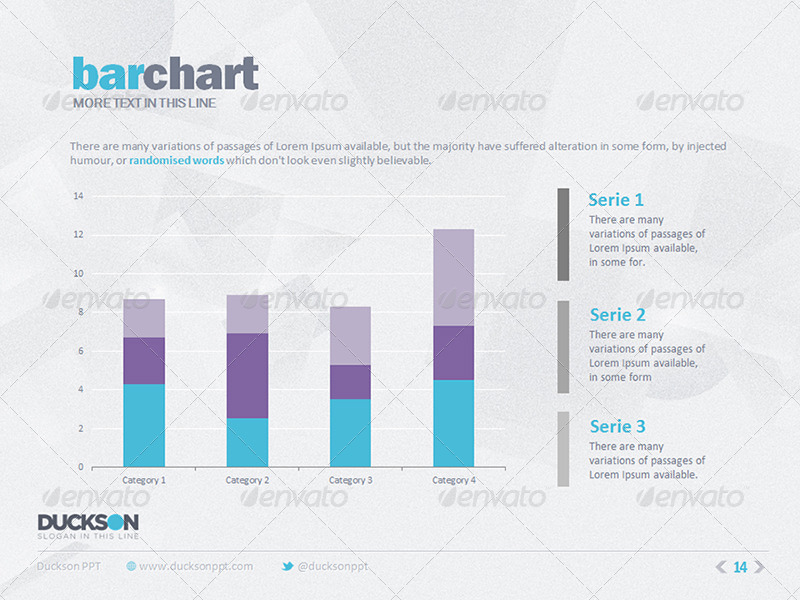 barchart
MORE TEXT IN THIS LINE
There are many variations of passages of Lorem Ipsum available, but the majority have suffered alteration in some form, by injected
humour, or randomised words which don't look even slightly believable.
14
12
10
8
6
4
2
0
Category 1
Category 2
Category 3
Category 4
Serie 1
There are many
variations of passages of
Lorem Ipsum available,
in some for.
Serie 2
There are many
variations of passages of
Lorem Ipsum available,
in some form
Serie 3
There are many
variations of passages of
Lorem Ipsum available.
DUCKSON
SLOGAN IN THIS LINE
Duckson PPT
www.ducksonppt.com
@ducksonppt
14
envato envato envato envato
envato envato envato envato
envato envato envato envato